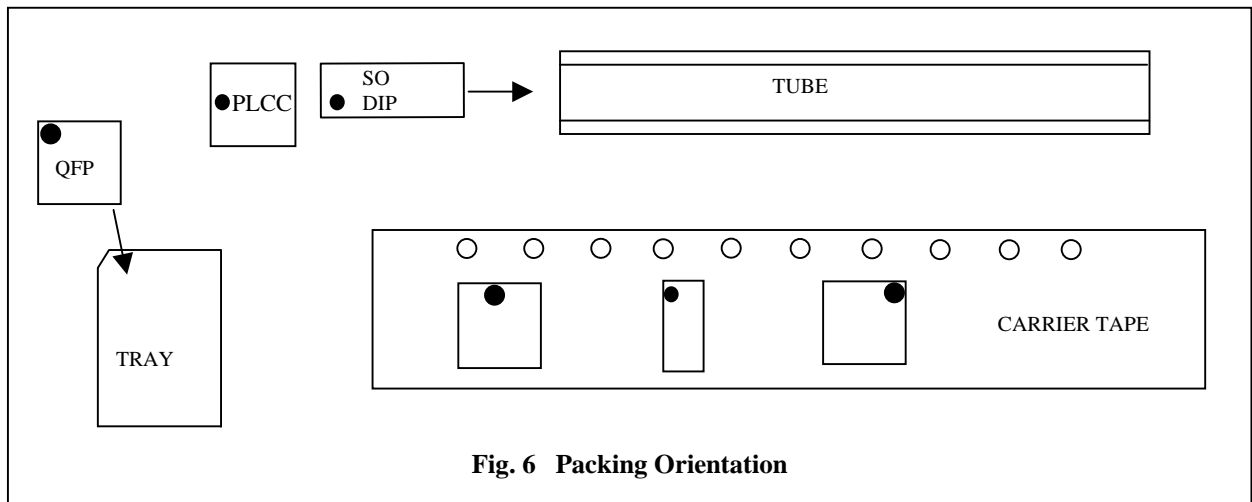 SO
DIP
TUBE
PLCC
QFP
TRAY
CARRIER TAPE
Fig. 6 Packing Orientation